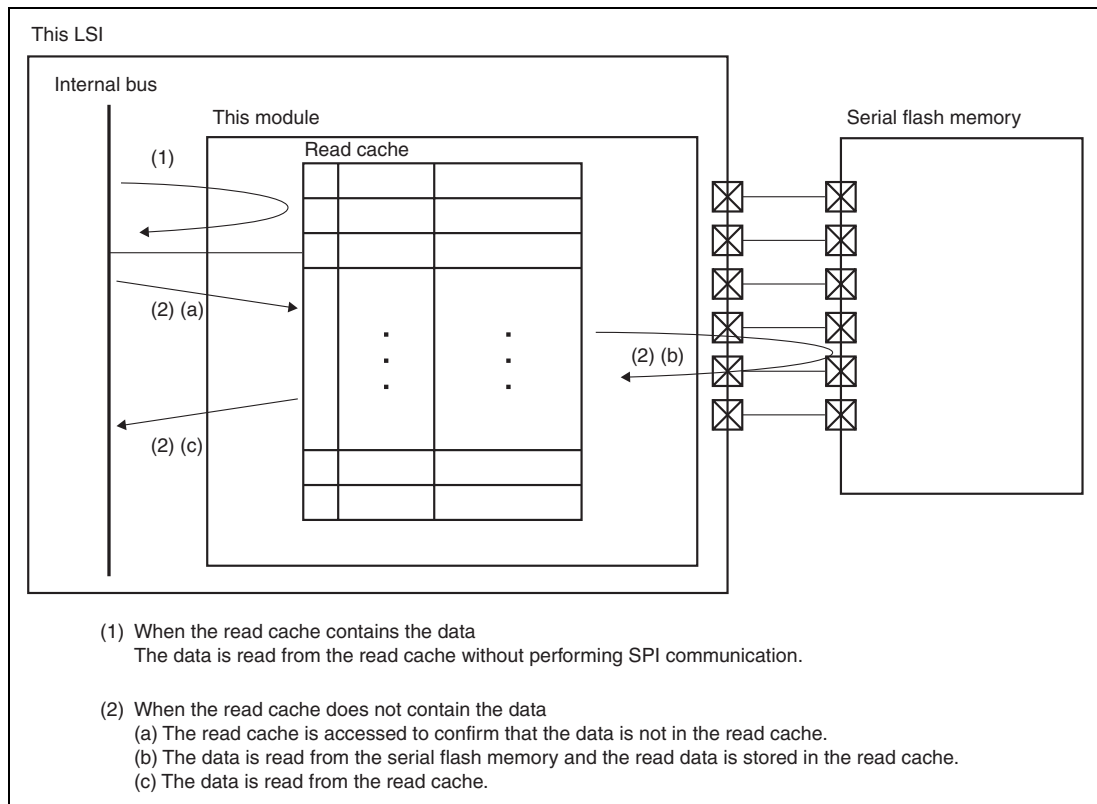 This LSI
Internal bus
This module
Serial flash memory
Read cache
(1)
(2) (a)
(2) (b)
(2) (c)
(1) When the read cache contains the data
The data is read from the read cache without performing SPI communication.
(2) When the read cache does not contain the data
(a) The read cache is accessed to confirm that the data is not in the read cache.
(b) The data is read from the serial flash memory and the read data is stored in the read cache.
(c) The data is read from the read cache.